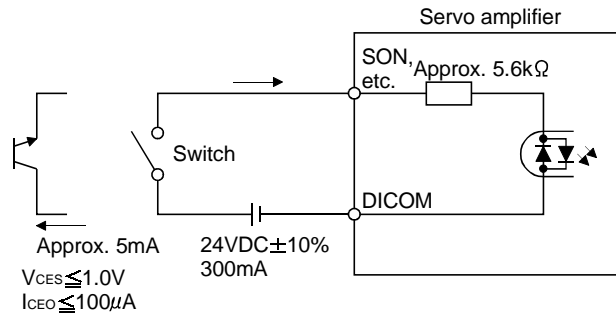 Servo amplifier
SON,
etc.
Approx. 5.6kΩ
Switch
DICOM
Approx. 5mA
24VDC±10%
300mA
VCES≦1.0V
ICEO≦100μA